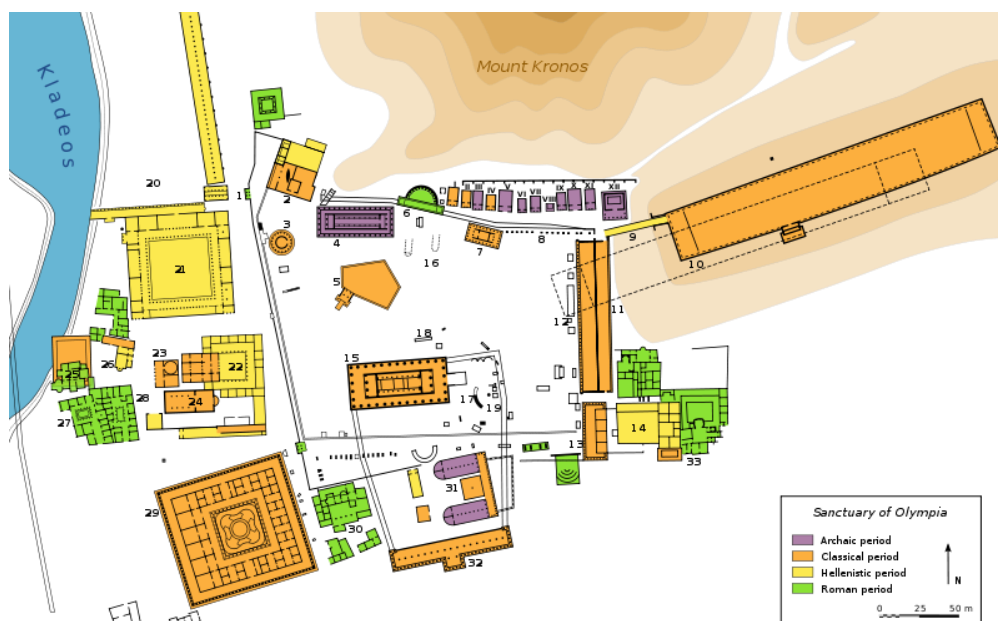 Mount Kronos
Kladeos
20
1
2
3
4
5
6
7
8
9
10
11
12
13
14
15
16
17
18
19
21
22
23
24
25
26
27
28
29
30
31
32
33
I
II
III
IV
V
VI
VII
VIII
IX
X
XI
XII
Sanctuary of Olympia
Archaic period
Classical period
Hellenistic period
Roman period
N
0 25 50 m